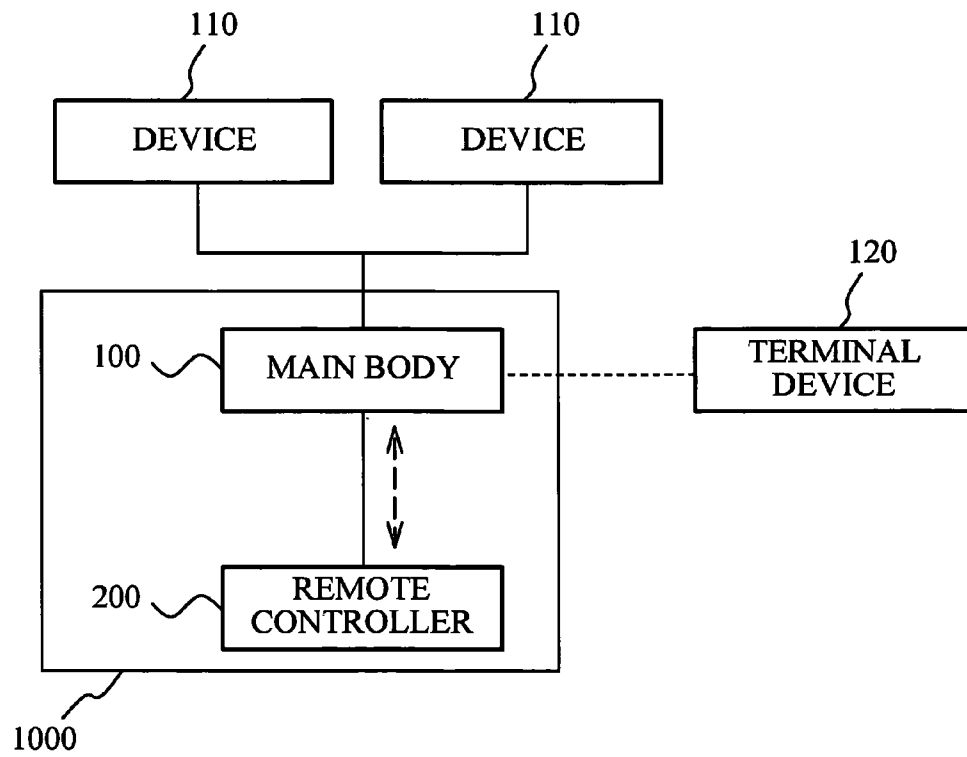 110
110
DEVICE
DEVICE
120
100
MAIN BODY
TERMINAL
DEVICE
200
REMOTE
CONTROLLER
1000